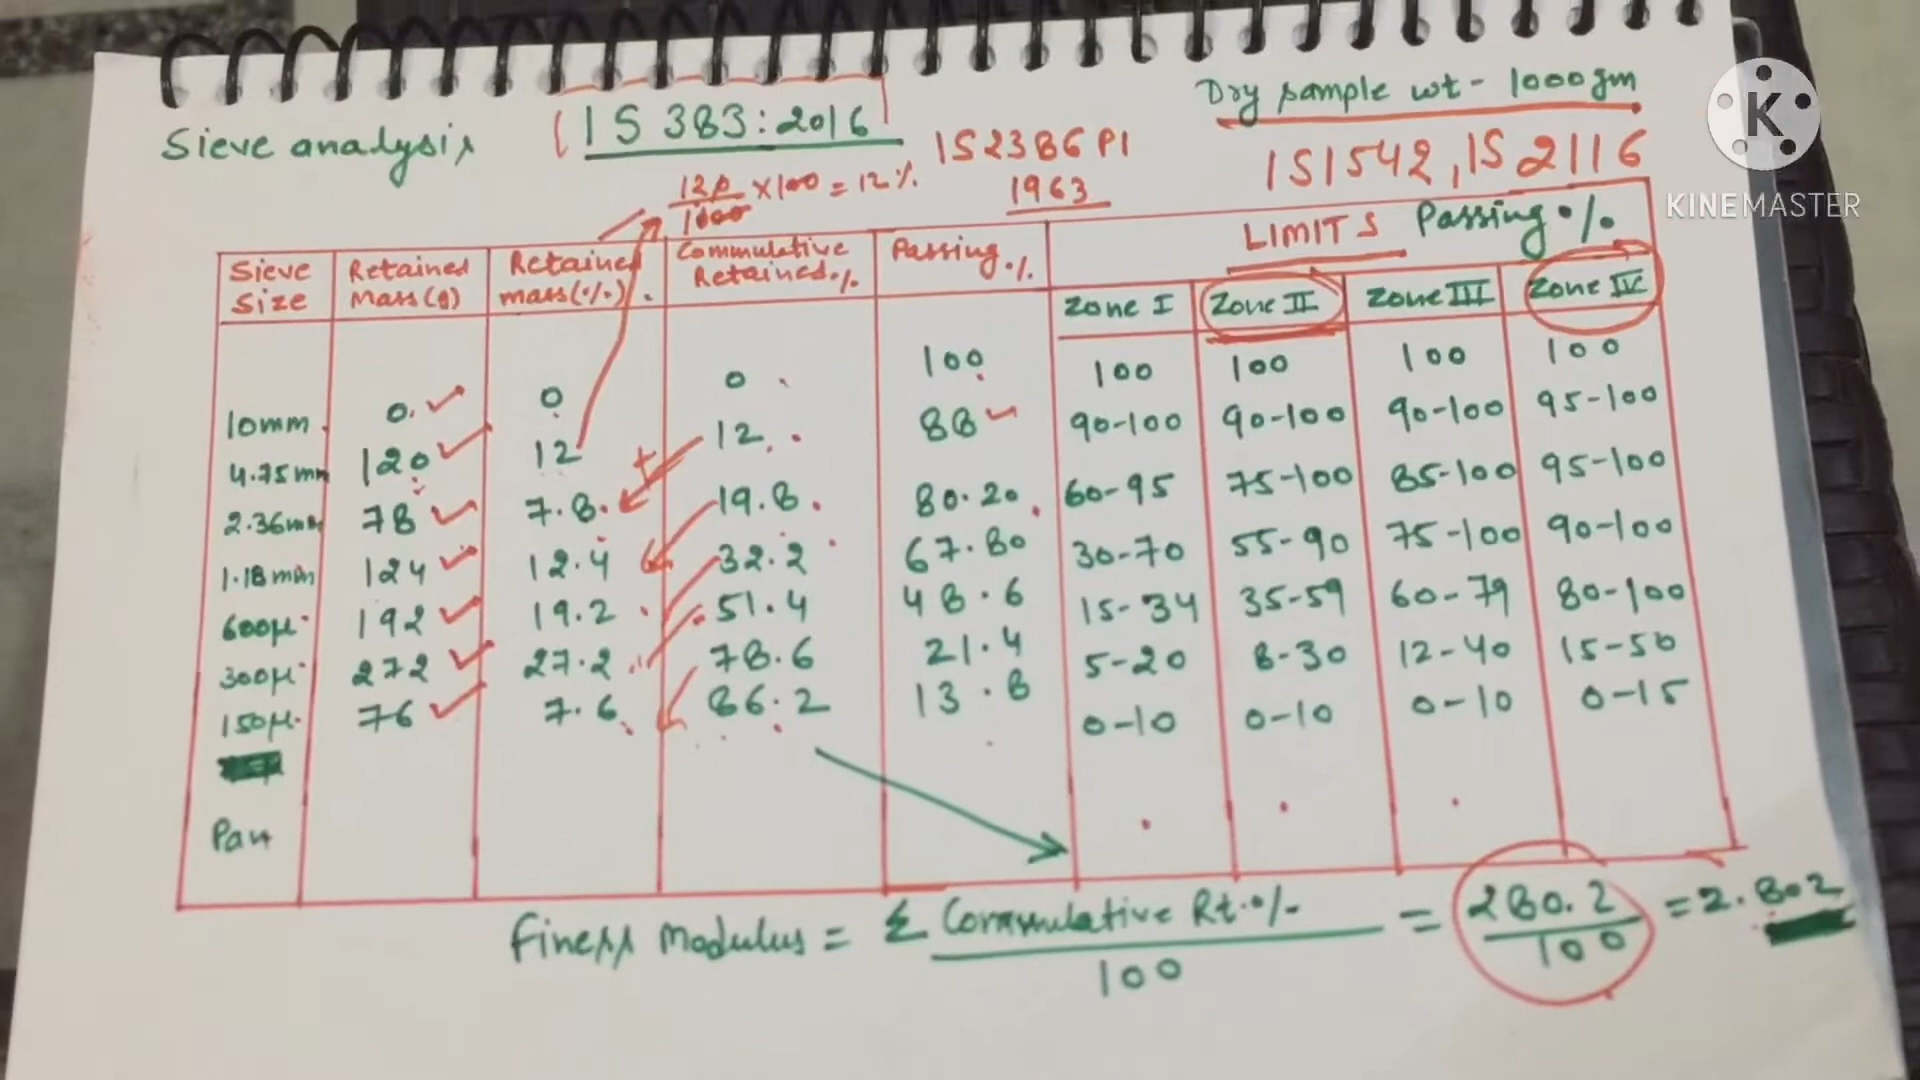 Sieve analysis
IS 383:2016
Dry sample wt - 1000gm
IS2386 P1
1963
IS1542, IS 2116
120/1000 ×100 = 12%
K
KINEMASTER
Sieve Size | Retained Mass(g) | Retained mass(%) | Commulative Retained.% | Passing.% | LIMITS Passing %
Zone I | Zone II | Zone III | Zone IV
10mm | 0 | 0 | 0 | 100 | 100 | 100 | 100 | 100
4.75mm | 120 | 12 | 12 | 88 | 90-100 | 90-100 | 90-100 | 95-100
2.36mm | 78 | 7.8 | 19.8 | 80.20 | 60-95 | 75-100 | 85-100 | 95-100
1.18mm | 124 | 12.4 | 32.2 | 67.80 | 30-70 | 55-90 | 75-100 | 90-100
600μ | 192 | 19.2 | 51.4 | 48.6 | 15-34 | 35-59 | 60-79 | 80-100
300μ | 272 | 27.2 | 78.6 | 21.4 | 5-20 | 8-30 | 12-40 | 15-50
150μ | 76 | 7.6 | 86.2 | 13.8 | 0-10 | 0-10 | 0-10 | 0-15
+
Pan
Finess Modulus = Σ Commulative Rt.% / 100 = 280.2 / 100 = 2.802